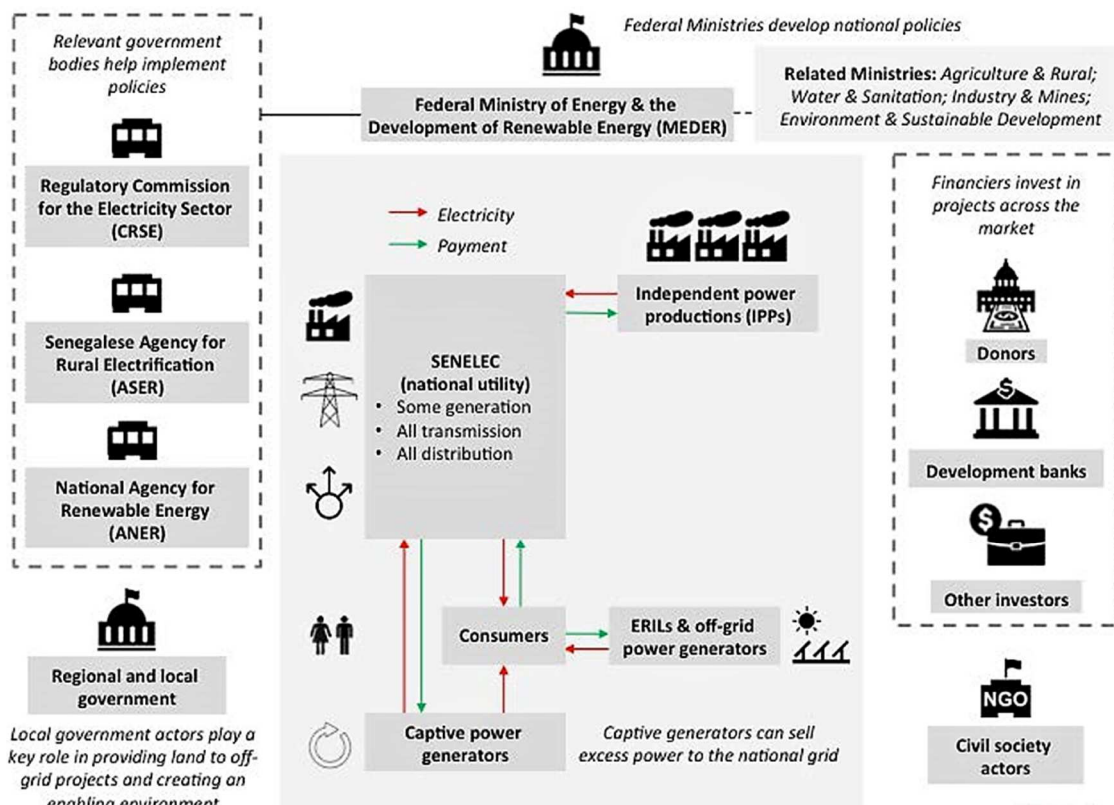 Relevant government
bodies help implement
policies
Regulatory Commission
for the Electricity Sector
(CRSE)
Senegalese Agency for
Rural Electrification
(ASER)
National Agency for
Renewable Energy
(ANER)
Regional and local
government
Local government actors play a
key role in providing land to off-
grid projects and creating an
enabling environment
Federal Ministries develop national policies
Federal Ministry of Energy & the
Development of Renewable Energy (MEDER)
Related Ministries: Agriculture & Rural;
Water & Sanitation; Industry & Mines;
Environment & Sustainable Development
Electricity
Payment
Independent power
productions (IPPs)
SENELEC
(national utility)
• Some generation
• All transmission
• All distribution
Consumers
ERILs & off-grid
power generators
Captive power
generators
Captive generators can sell
excess power to the national grid
Financiers invest in
projects across the
market
Donors
$
Development banks
$
Other investors
NGO
Civil society
actors